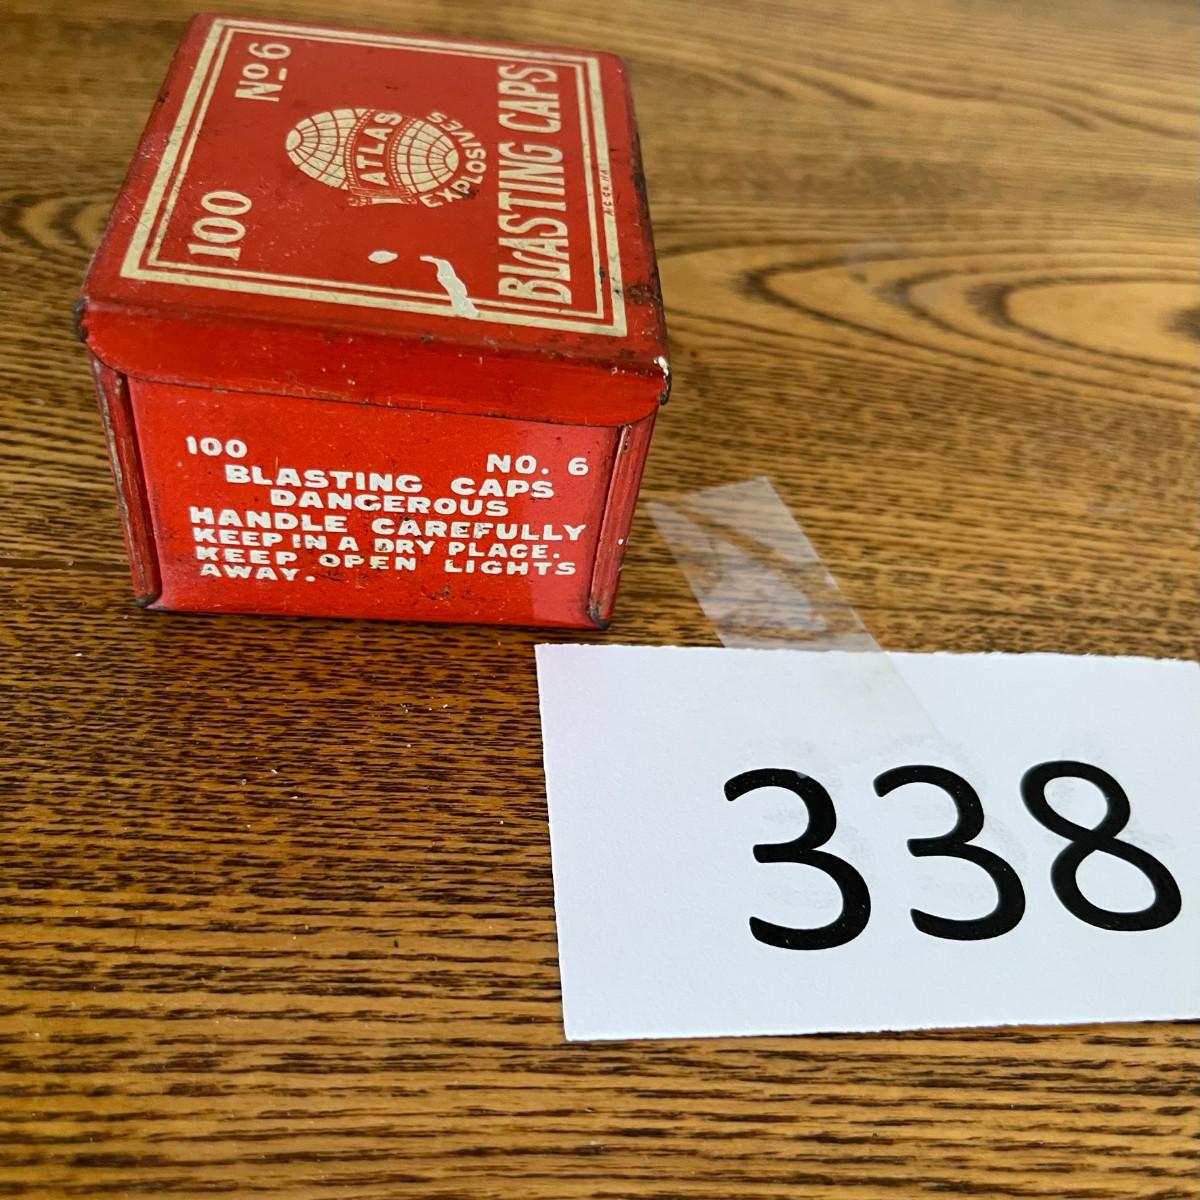 100 No 6
ATLAS
EXPLOSIVES
BLASTING CAPS
100 NO. 6
BLASTING CAPS
DANGEROUS
HANDLE CAREFULLY
KEEP IN A DRY PLACE.
KEEP OPEN LIGHTS
AWAY.
338